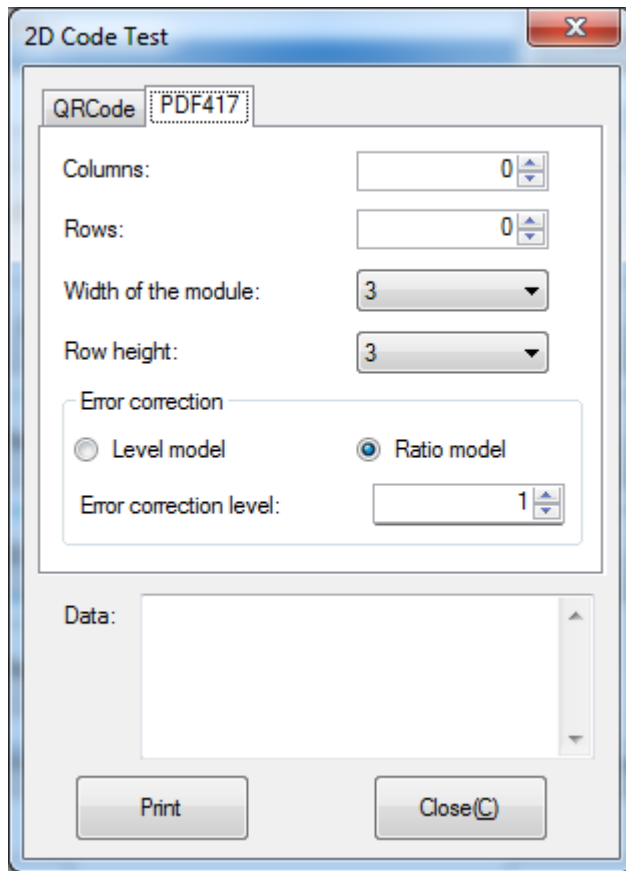 2D Code Test
QRCode PDF417
Columns: 0
Rows: 0
Width of the module: 3
Row height: 3
Error correction
Level model Ratio model
Error correction level: 1
Data:
Print Close(C)